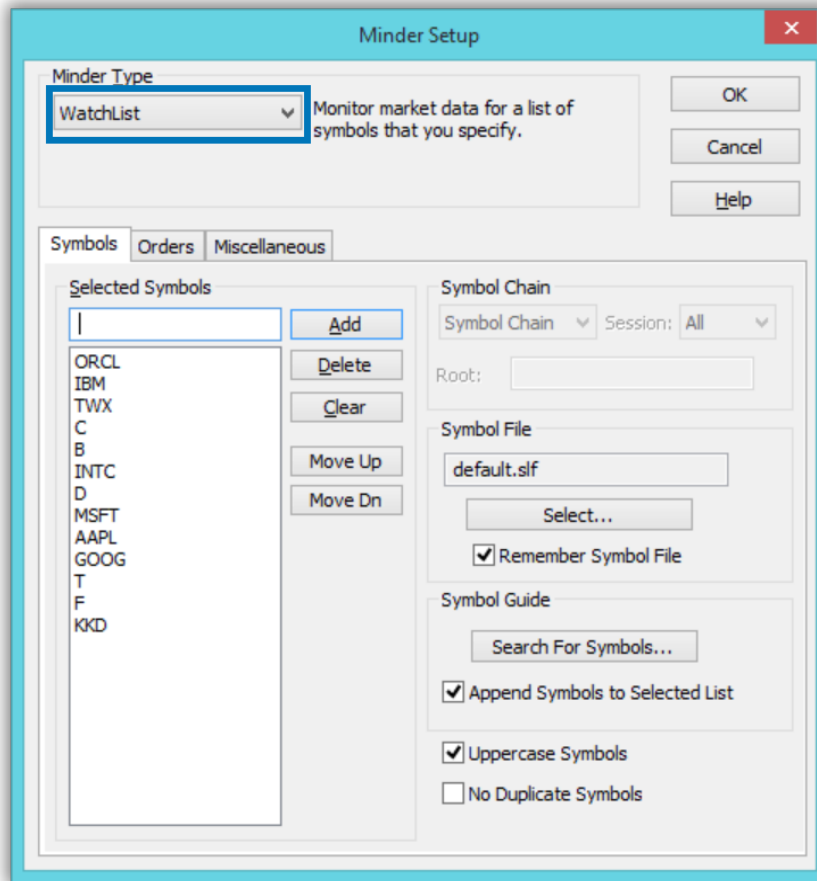 Minder Setup
Minder Type
WatchList
Monitor market data for a list of
symbols that you specify.
OK
Cancel
Help
Symbols
Orders
Miscellaneous
Selected Symbols
Add
Delete
Clear
Move Up
Move Dn
ORCL
IBM
TWX
C
B
INTC
D
MSFT
AAPL
GOOG
T
F
KKD
Symbol Chain
Symbol Chain
Session:
All
Root:
Symbol File
default.slf
Select...
Remember Symbol File
Symbol Guide
Search For Symbols...
Append Symbols to Selected List
Uppercase Symbols
No Duplicate Symbols